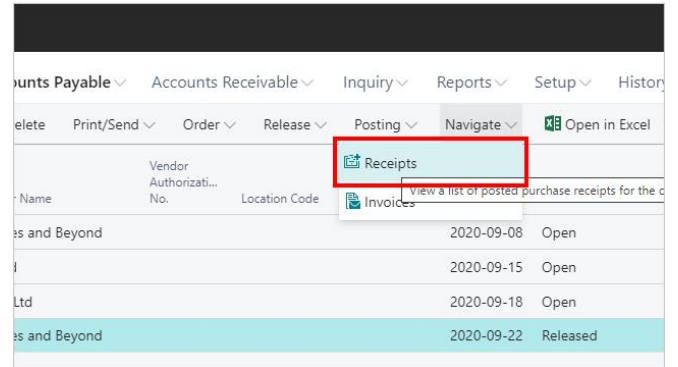 ounts Payable Accounts Receivable Inquiry Reports Setup History
elete Print/Send Order Release Posting Navigate Open in Excel
Receipts
View a list of posted purchase receipts for the o
Invoices
Vendor
Authorizati...
r Name No. Location Code
es and Beyond 2020-09-08 Open
d 2020-09-15 Open
Ltd 2020-09-18 Open
es and Beyond 2020-09-22 Released